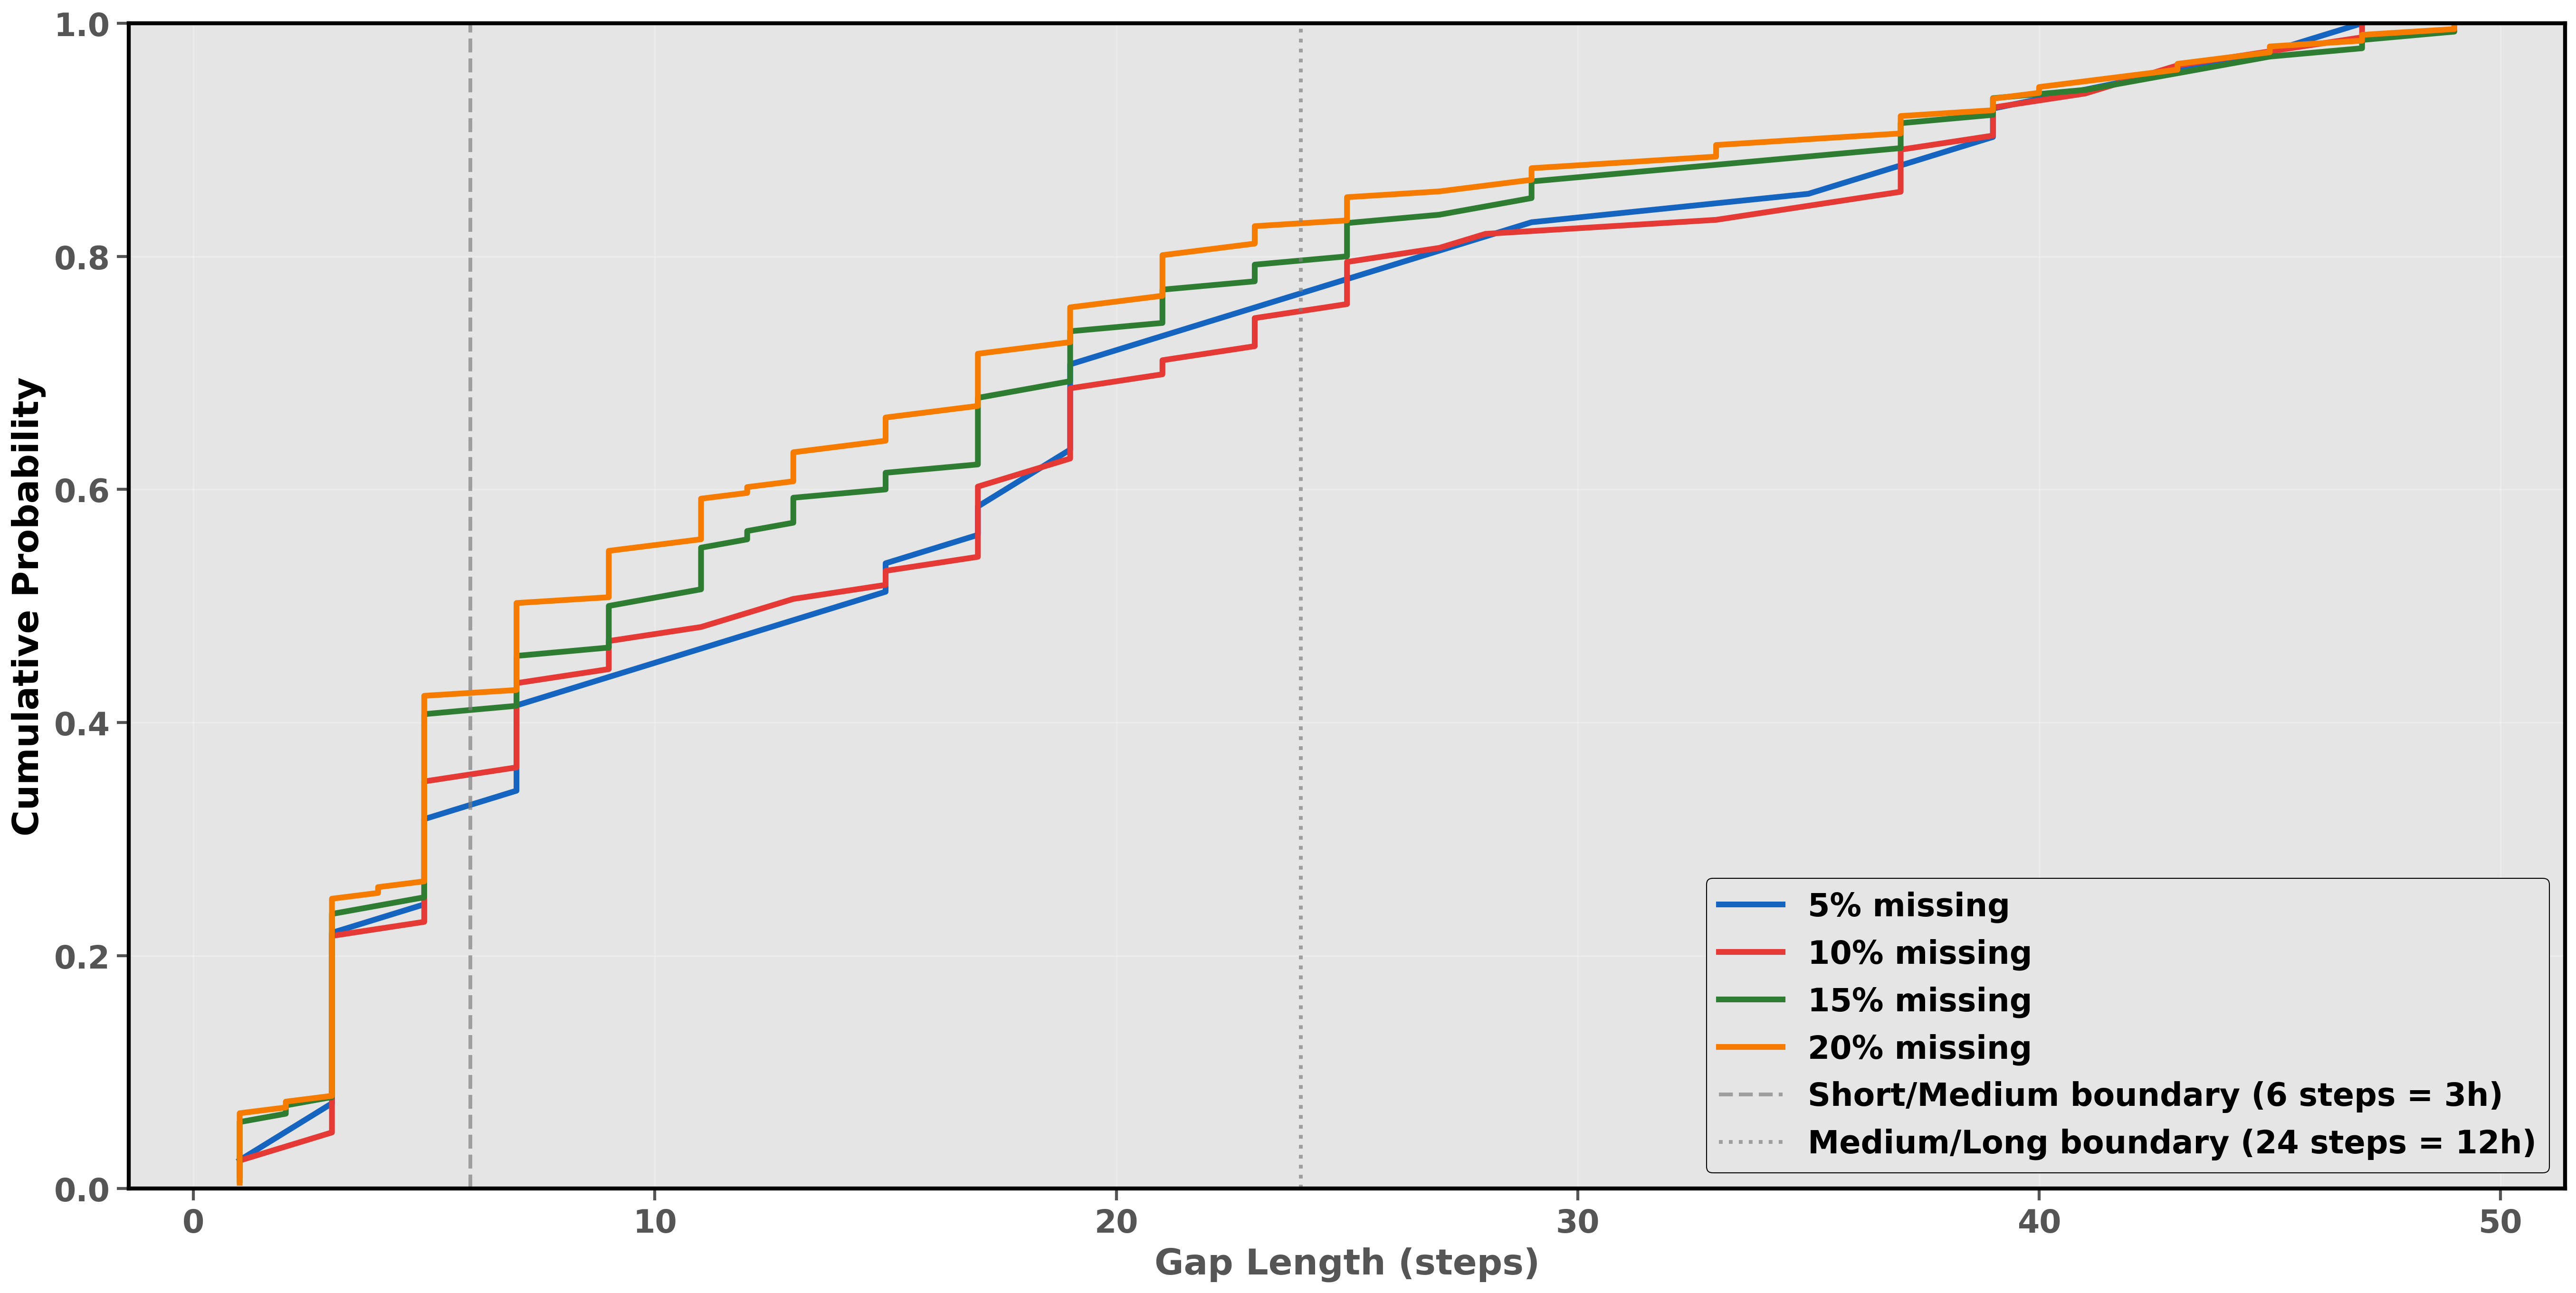 1.0
0.8
0.6
0.4
0.2
0.0
Cumulative Probability
0 10 20 30 40 50
Gap Length (steps)
5% missing
10% missing
15% missing
20% missing
Short/Medium boundary (6 steps = 3h)
Medium/Long boundary (24 steps = 12h)